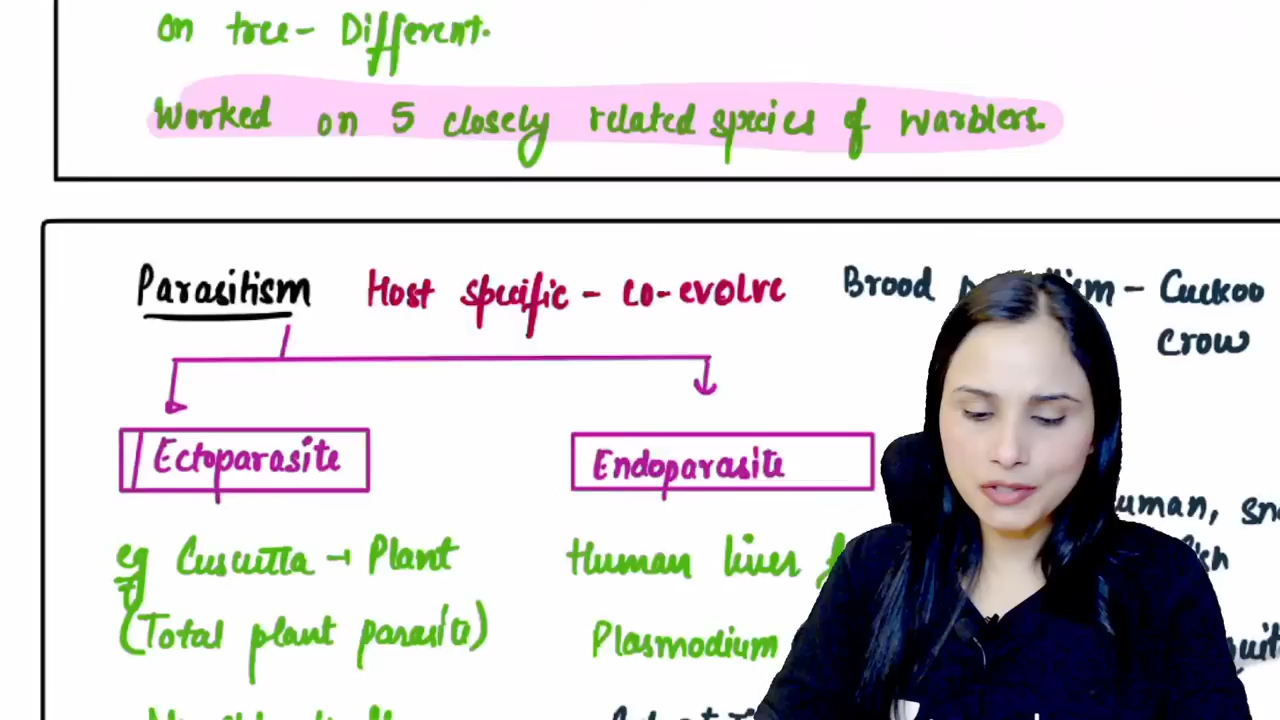 on tree - Different.
Worked on 5 closely related species of warblers.
Parasitism Host specific - co-evolve Brood - Cuckoo
crow
Ectoparasite Endoparasite
eg Cuscutta → Plant Human liver
(Total plant parasite) Plasmodium